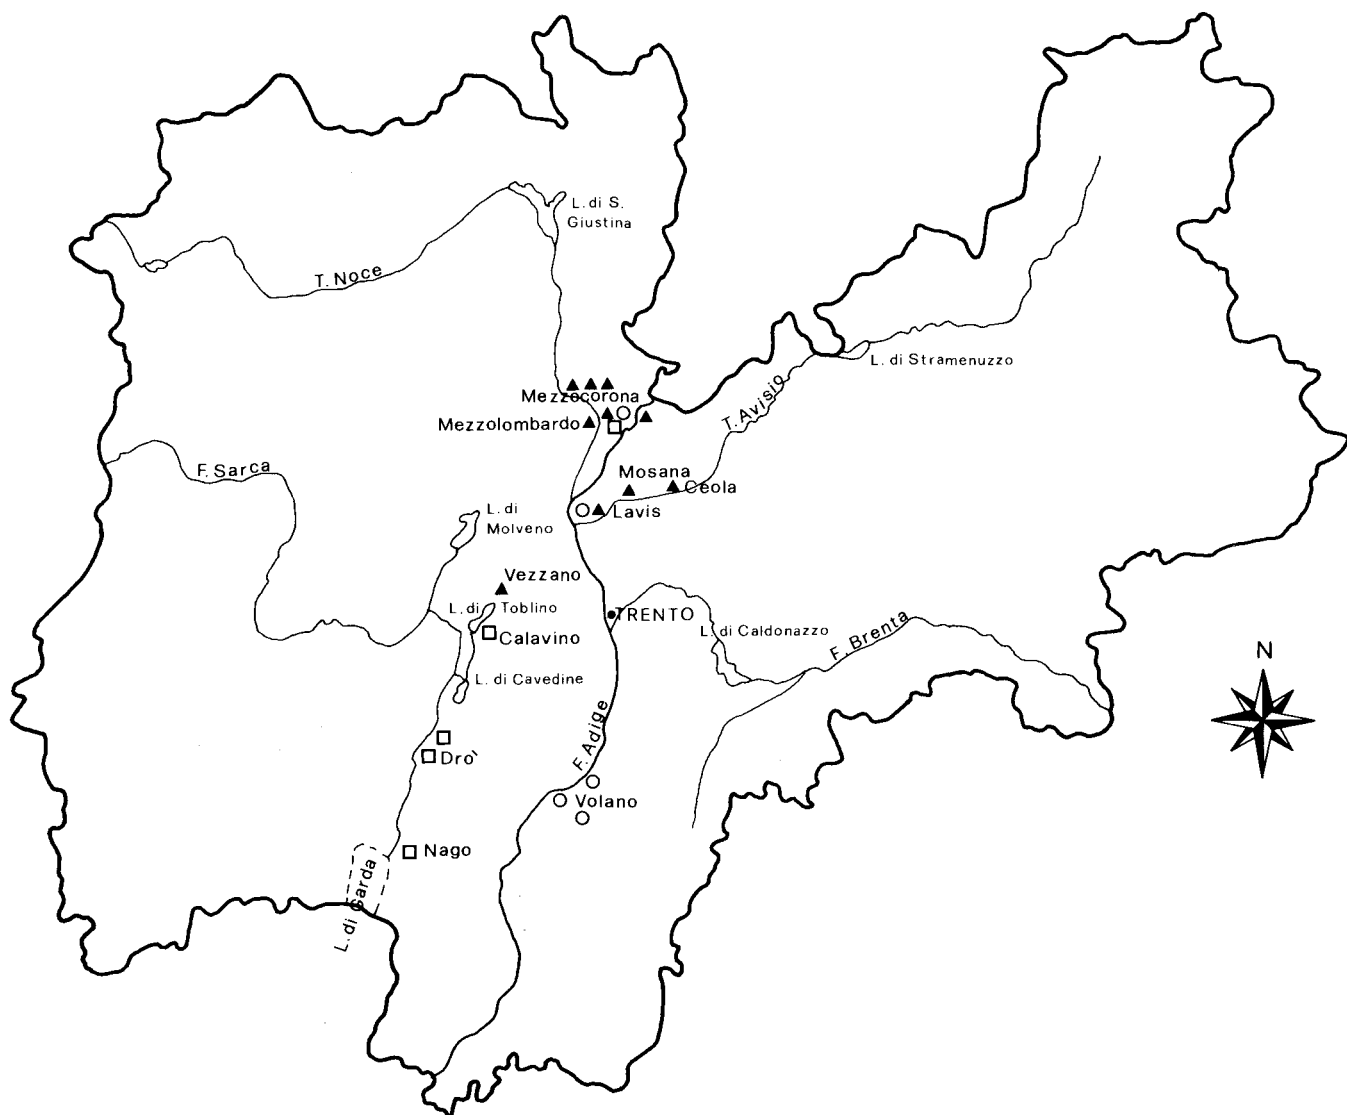 L. di S.
Giustina
T. Noce
L. di Stramenuzzo
Mezzocorona
T. Avisio
Mezzolombardo
F. Sarca
Mosana
Ceola
L. di
Molveno
Lavis
Vezzano
L. di Toblino
TRENTO
Calavino
L. di Caldonazzo
F. Brenta
N
L. di Cavedine
F. Adige
Dro'
Volano
Nago
L. di Garda